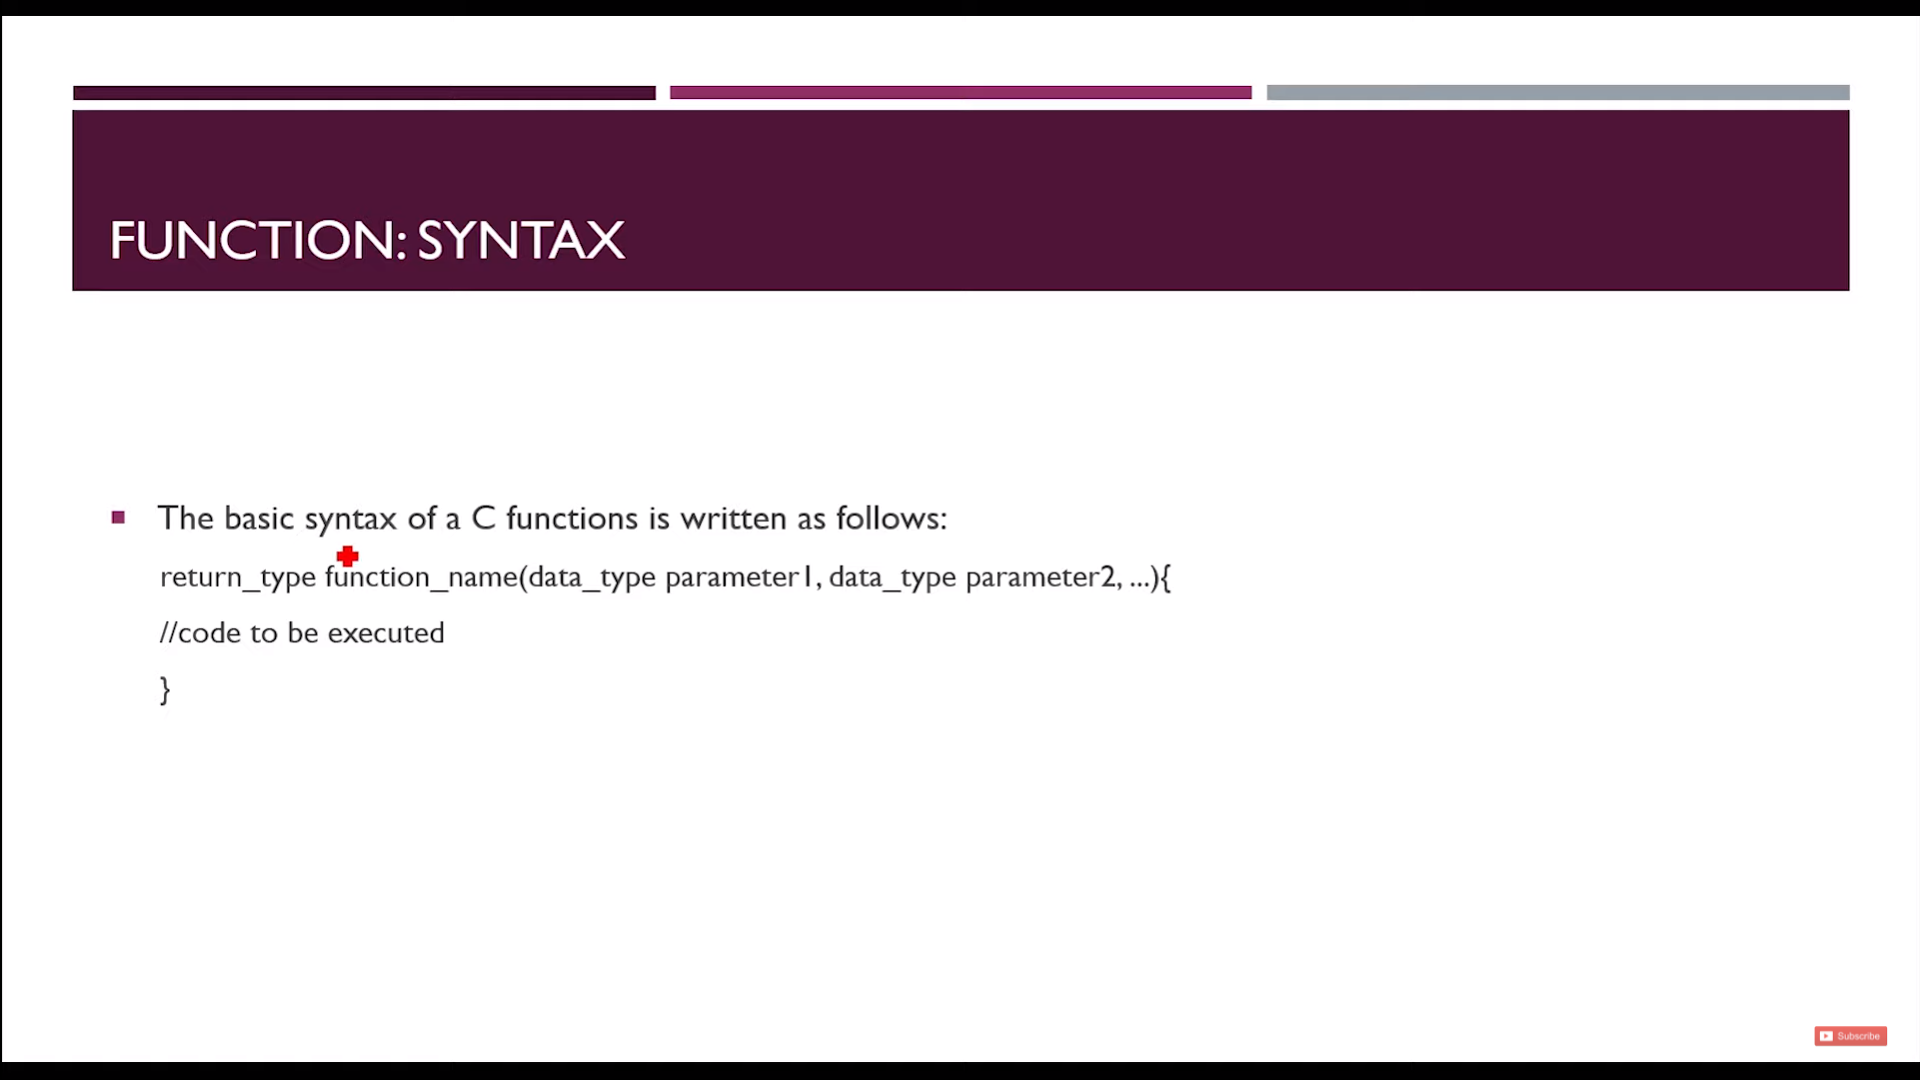 FUNCTION: SYNTAX
The basic syntax of a C functions is written as follows:
return_type function_name(data_type parameter1, data_type parameter2, ...){
//code to be executed
}
Subscribe